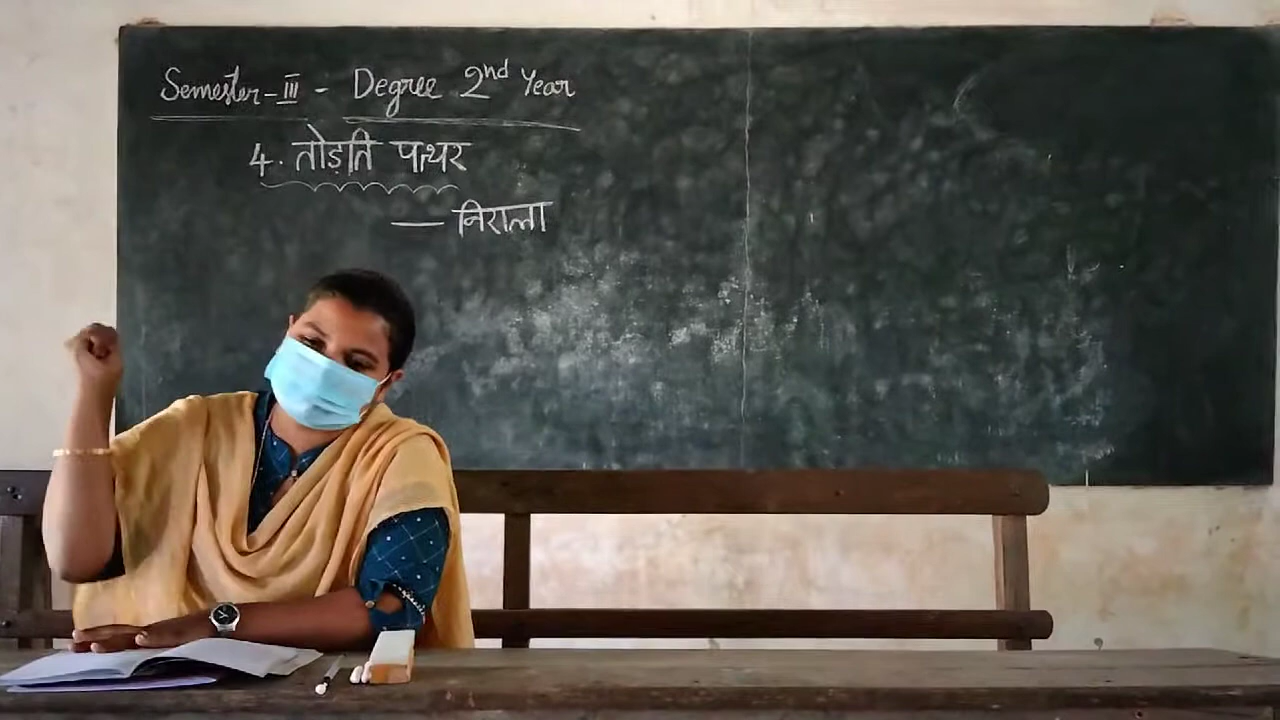 Semester-III - Degree 2nd Year
4. तोड़ति पत्थर
— निराला